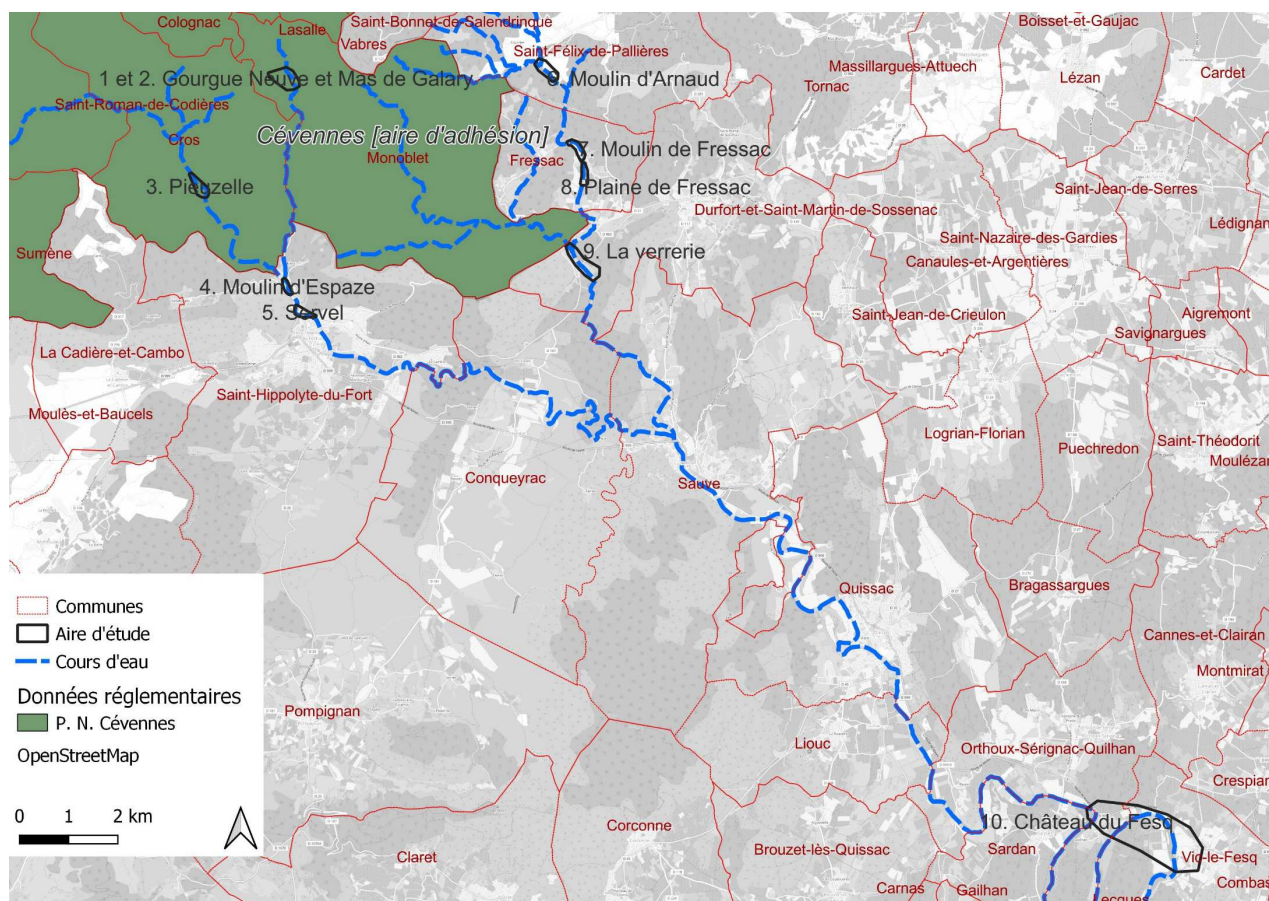 Colognac
Lasalle
Saint-Bonnet-de-Salendrinque
Vabres
Saint-Félix-de-Pallières
Boisset-et-Gaujac
Massillargues-Attuech
Lézan
Cardet
Tornac
1 et 2. Gourgue Neuve et Mas de Galary
6. Moulin d'Arnaud
Saint-Roman-de-Codières
Cros
Cévennes [aire d'adhésion]
Monoblet
Fressac
7. Moulin de Fressac
3. Pieuzelle
8. Plaine de Fressac
Saint-Jean-de-Serres
Durfort-et-Saint-Martin-de-Sossenac
Lédignan
Saint-Nazaire-des-Gardies
Sumène
9. La verrerie
Canaules-et-Argentières
4. Moulin d'Espaze
5. Servel
Saint-Jean-de-Crieulon
Aigremont
Savignargues
La Cadière-et-Cambo
Saint-Hippolyte-du-Fort
Moulès-et-Baucels
Logrian-Florian
Puechredon
Saint-Théodorit
Moulézan
Conqueyrac
Sauve
Quissac
Bragassargues
Cannes-et-Clairan
Montmirat
Pompignan
Liouc
Orthoux-Sérignac-Quilhan
Crespian
Corconne
10. Château du Fesq
Claret
Brouzet-lès-Quissac
Sardan
Vic-le-Fesq
Carnas
Gailhan
Lecques
Combas
Communes
Aire d'étude
Cours d'eau
Données réglementaires
P. N. Cévennes
OpenStreetMap
0 1 2 km